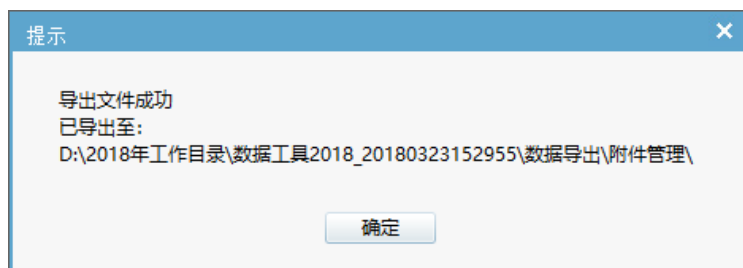 提示
导出文件成功
已导出至：
D:\2018年工作目录\数据工具2018_20180323152955\数据导出\附件管理\
确定